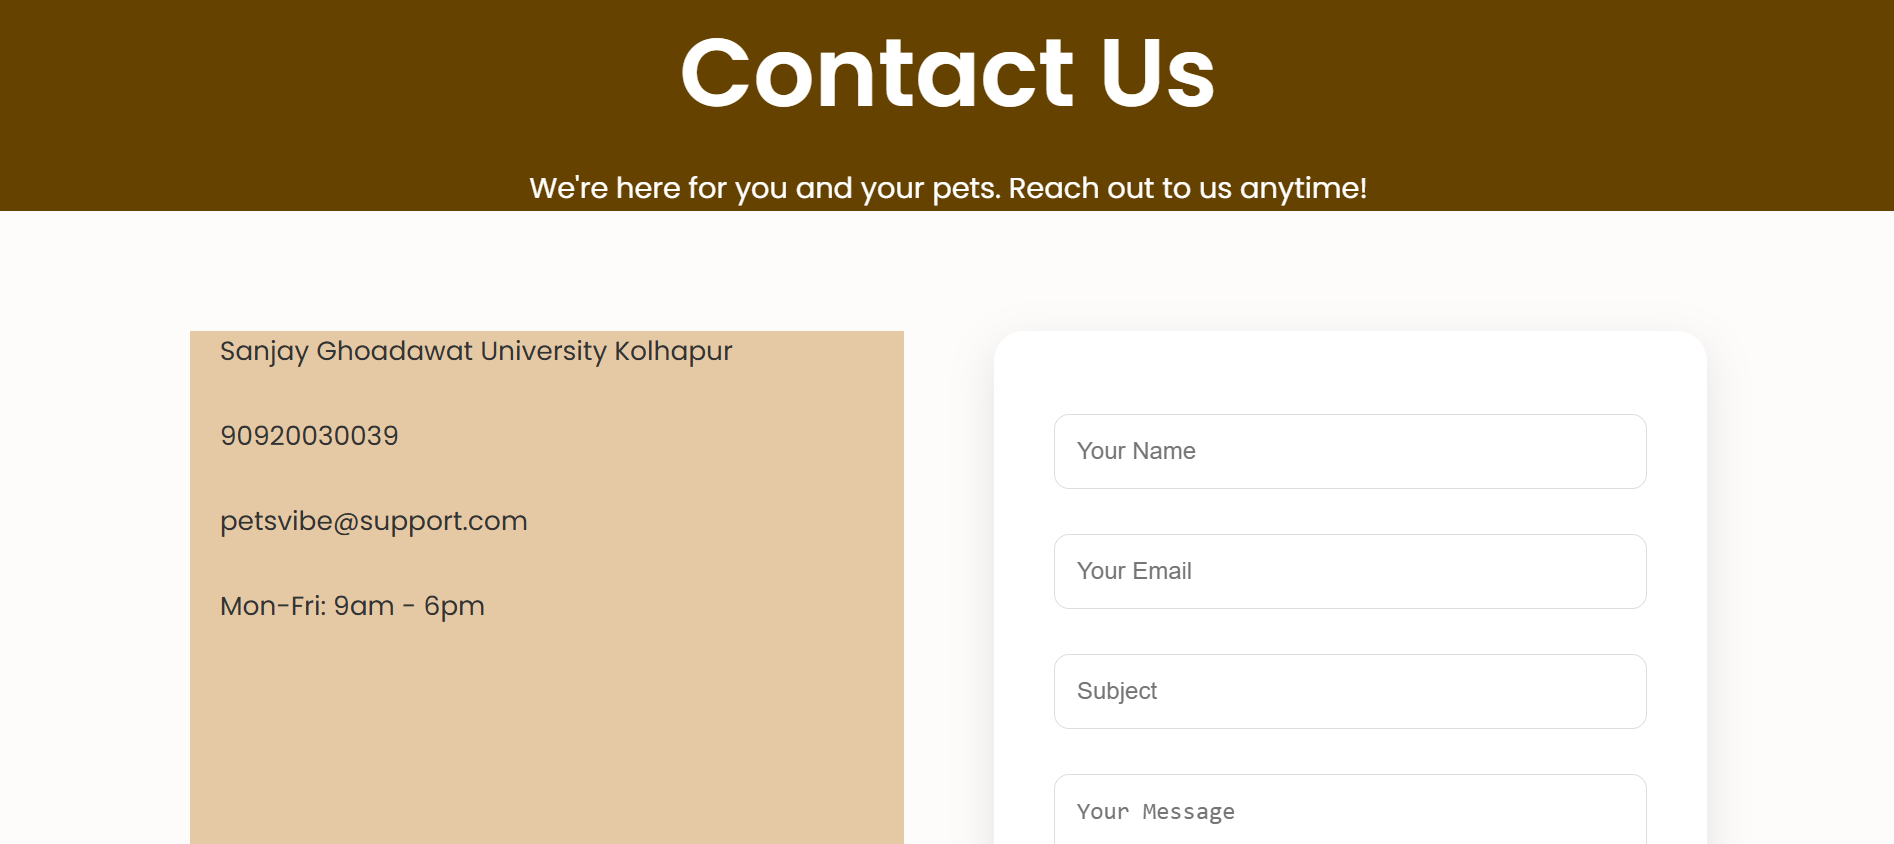 Contact Us
We're here for you and your pets. Reach out to us anytime!
Sanjay Ghoadawat University Kolhapur
90920030039
petsvibe@support.com
Mon-Fri: 9am - 6pm
Your Name
Your Email
Subject
Your Message